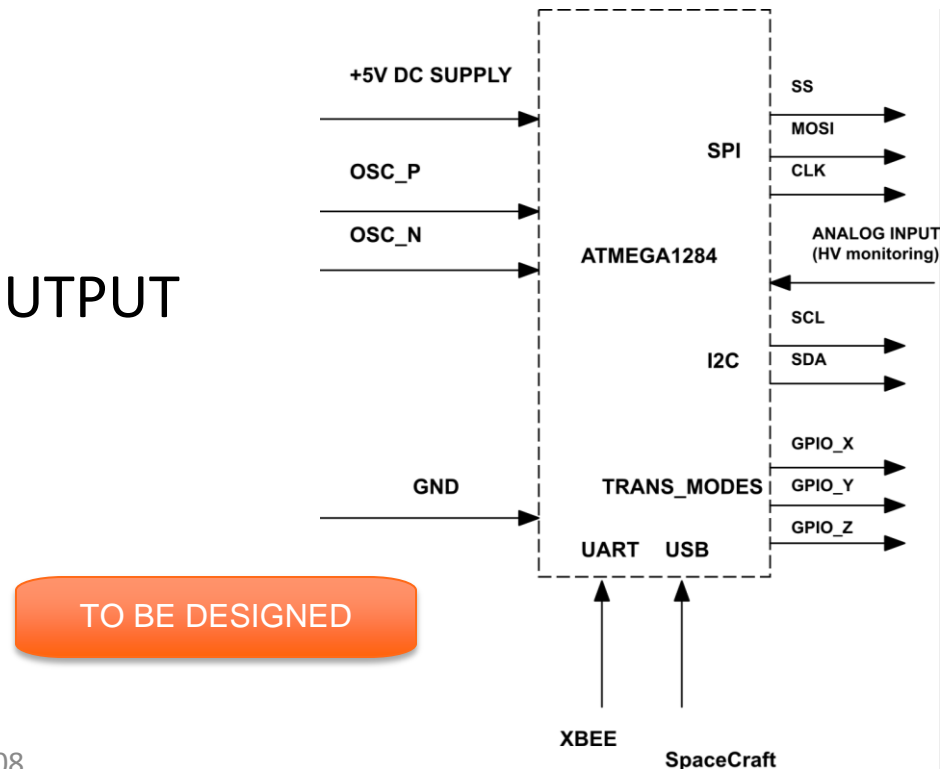 +5V DC SUPPLY
OSC_P
OSC_N
UTPUT
GND
TO BE DESIGNED
SPI
ATMEGA1284
I2C
TRANS_MODES
UART USB
SS
MOSI
CLK
ANALOG INPUT
(HV monitoring)
SCL
SDA
GPIO_X
GPIO_Y
GPIO_Z
XBEE
SpaceCraft
08